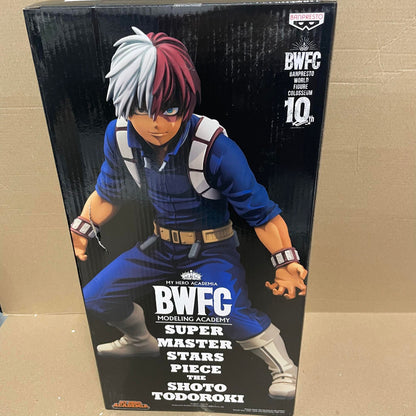 BANPRESTO
BWFC
BANPRESTO
WORLD
FIGURE
COLOSSEUM
10th
MY HERO ACADEMIA
BWFC
MODELING ACADEMY
SUPER
MASTER
STARS
PIECE
THE
SHOTO
TODOROKI
ACADEMIA